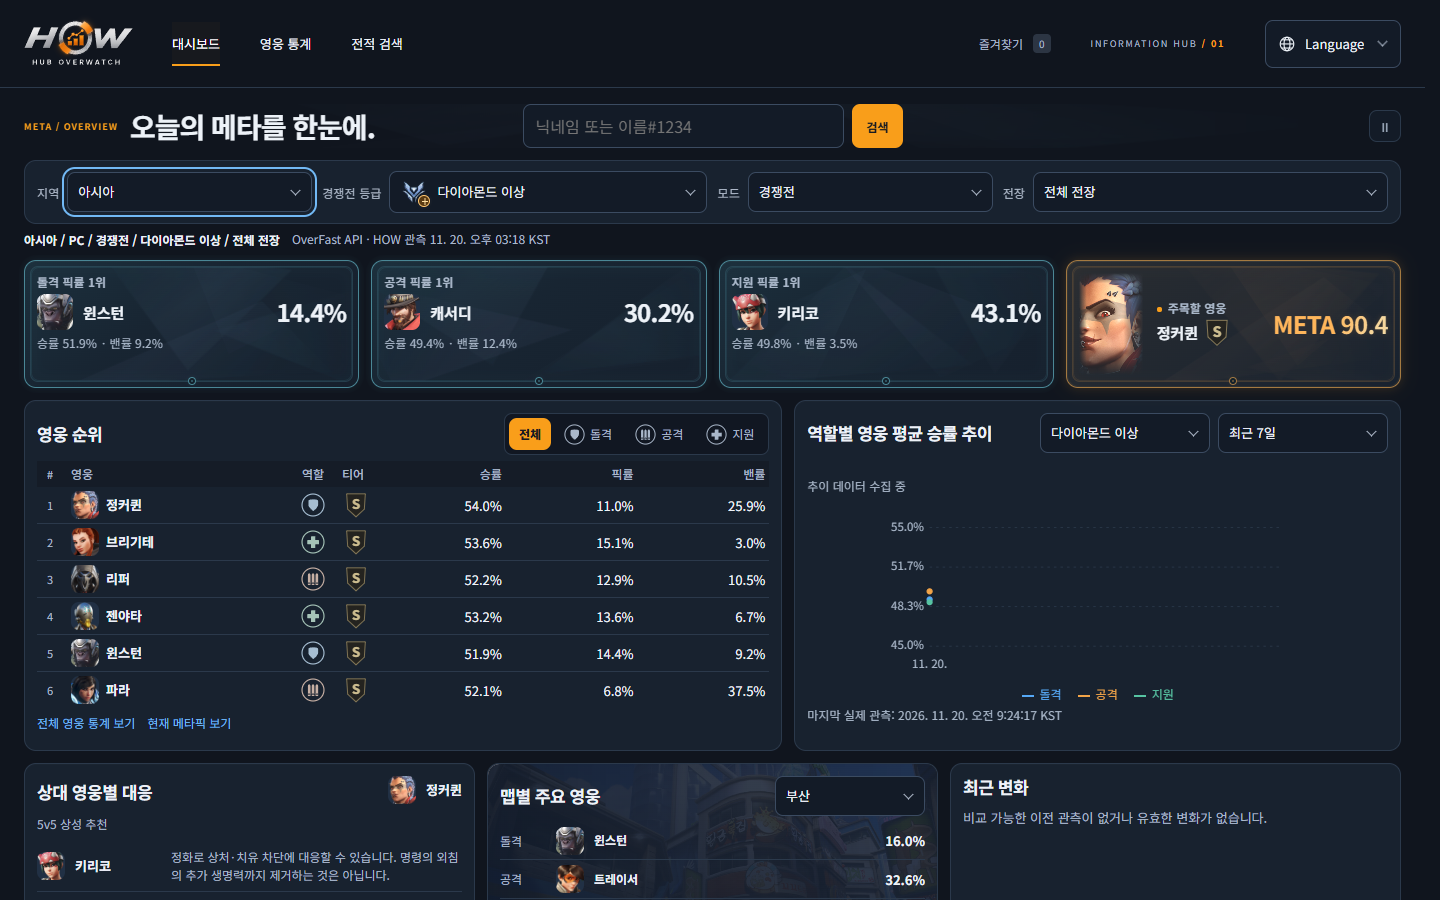 HOW
HUB OVERWATCH
대시보드
영웅 통계
전적 검색
즐겨찾기 0
INFORMATION HUB / 01
Language
META / OVERVIEW
오늘의 메타를 한눈에.
닉네임 또는 이름#1234
검색
지역 아시아
경쟁전 등급 다이아몬드 이상
모드 경쟁전
전장 전체 전장
아시아 / PC / 경쟁전 / 다이아몬드 이상 / 전체 전장 OverFast API · HOW 관측 11. 20. 오후 03:18 KST
돌격 픽률 1위
윈스턴 14.4%
승률 51.9% · 밴률 9.2%
공격 픽률 1위
캐서디 30.2%
승률 49.4% · 밴률 12.4%
지원 픽률 1위
키리코 43.1%
승률 49.8% · 밴률 3.5%
주목할 영웅
정커퀸 S
META 90.4
영웅 순위
전체 돌격 공격 지원
# 영웅 역할 티어 승률 픽률 밴률
1 정커퀸 S 54.0% 11.0% 25.9%
2 브리기테 S 53.6% 15.1% 3.0%
3 리퍼 S 52.2% 12.9% 10.5%
4 젠야타 S 53.2% 13.6% 6.7%
5 윈스턴 S 51.9% 14.4% 9.2%
6 파라 S 52.1% 6.8% 37.5%
전체 영웅 통계 보기 현재 메타픽 보기
역할별 영웅 평균 승률 추이
다이아몬드 이상
최근 7일
추이 데이터 수집 중
55.0%
51.7%
48.3%
45.0%
11. 20.
돌격 공격 지원
마지막 실제 관측: 2026. 11. 20. 오전 9:24:17 KST
상대 영웅별 대응
정커퀸
5v5 상성 추천
키리코
정화로 상처·치유 차단에 대응할 수 있습니다. 명령의 외침
의 추가 생명력까지 제거하는 것은 아닙니다.
맵별 주요 영웅
부산
돌격 윈스턴 16.0%
공격 트레이서 32.6%
최근 변화
비교 가능한 이전 관측이 없거나 유효한 변화가 없습니다.